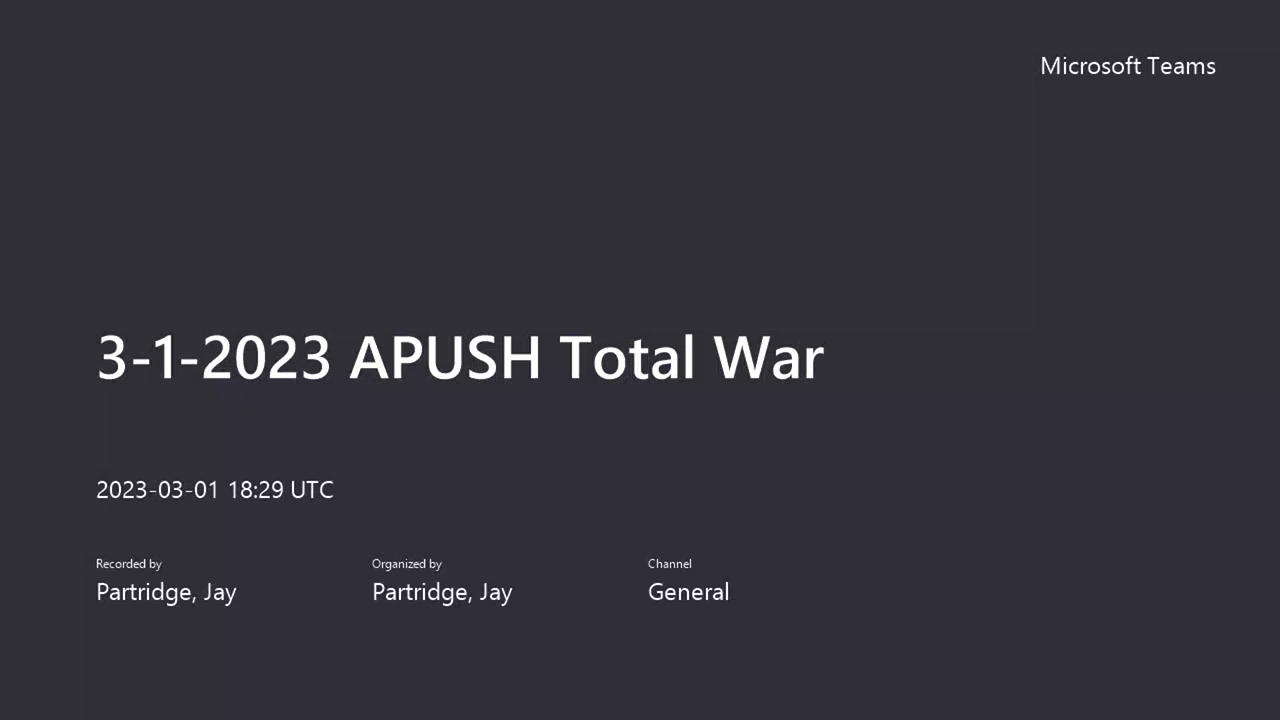 Microsoft Teams
3-1-2023 APUSH Total War
2023-03-01 18:29 UTC
Recorded by
Partridge, Jay
Organized by
Partridge, Jay
Channel
General